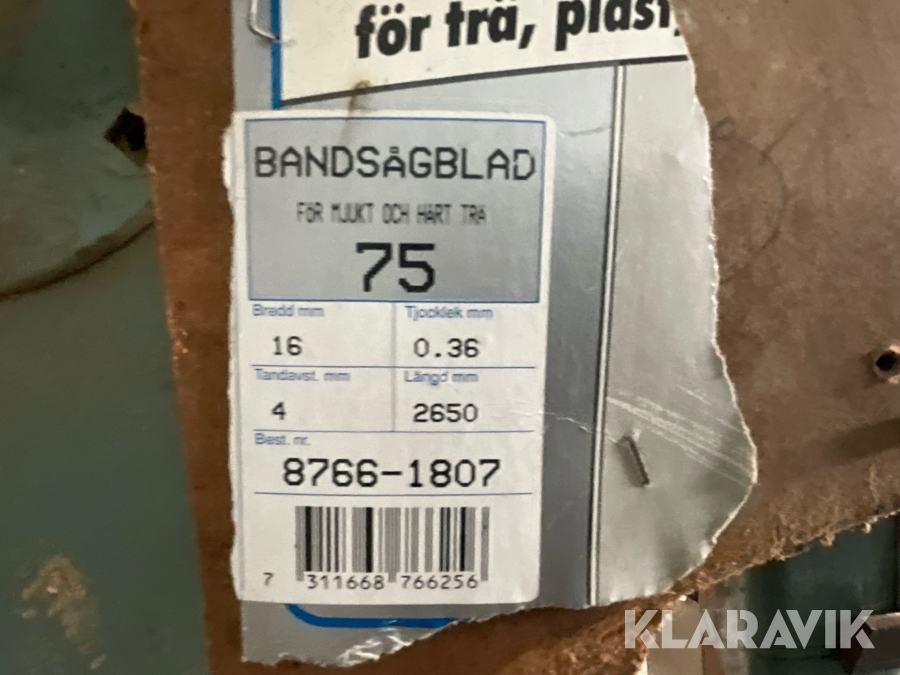 för trä, plast,
BANDSÅGBLAD
FÖR MJUKT OCH HÅRT TRÄ
75
Bredd mm
Tjocklek mm
16
0.36
Tandavst. mm
Längd mm
4
2650
Best. nr.
8766-1807
7 311668 766256
KLARAVIK